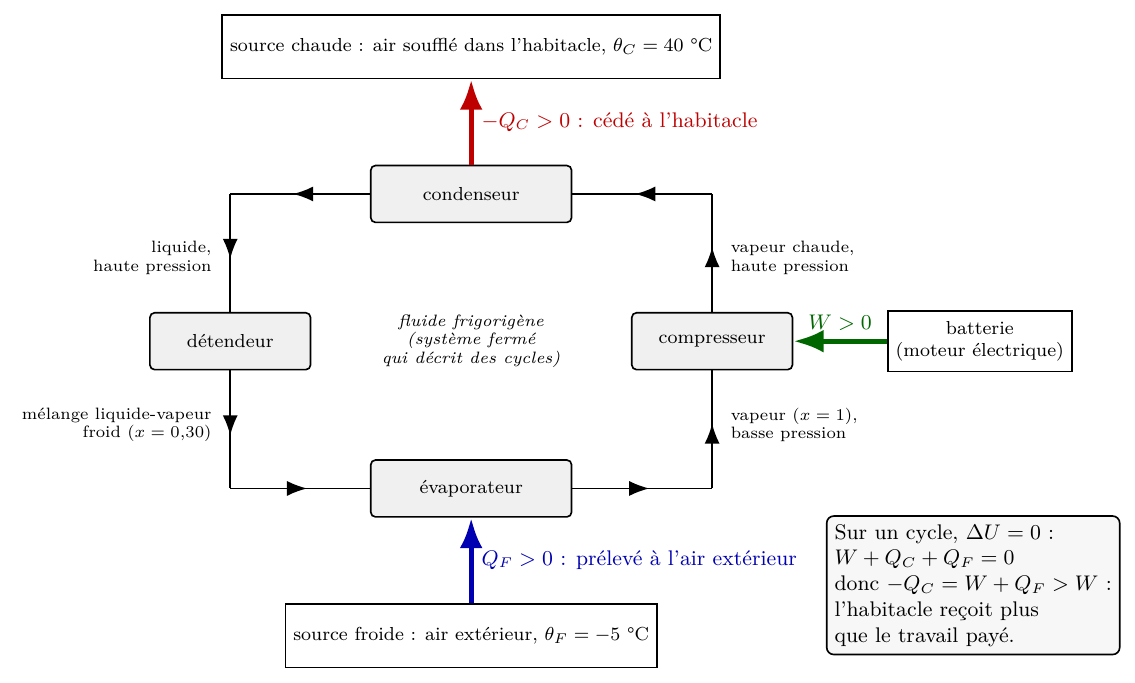 source chaude : air soufflé dans l'habitacle, θ_C = 40 °C
−Q_C > 0 : cédé à l'habitacle
condenseur
liquide,
haute pression
vapeur chaude,
haute pression
détendeur
fluide frigorigène
(système fermé
qui décrit des cycles)
compresseur
W > 0
batterie
(moteur électrique)
mélange liquide-vapeur
froid (x = 0,30)
vapeur (x = 1),
basse pression
évaporateur
Q_F > 0 : prélevé à l'air extérieur
source froide : air extérieur, θ_F = −5 °C
Sur un cycle, ΔU = 0 :
W + Q_C + Q_F = 0
donc −Q_C = W + Q_F > W :
l'habitacle reçoit plus
que le travail payé.